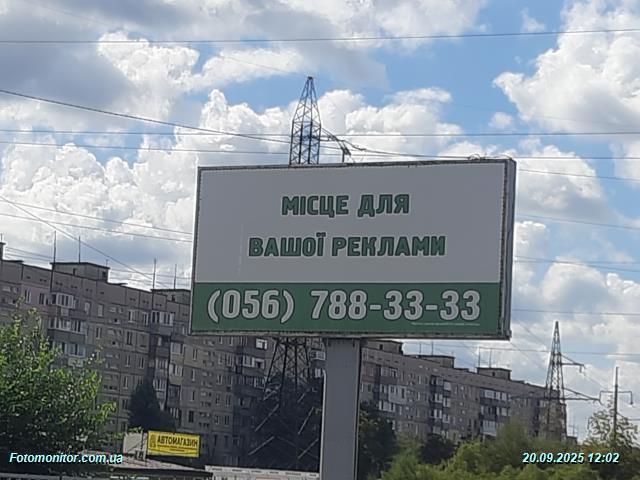 МІСЦЕ ДЛЯ
ВАШОЇ РЕКЛАМИ
(056) 788-33-33
АВТОМАГАЗИН
Fotomonitor.com.ua
20.09.2025 12:02